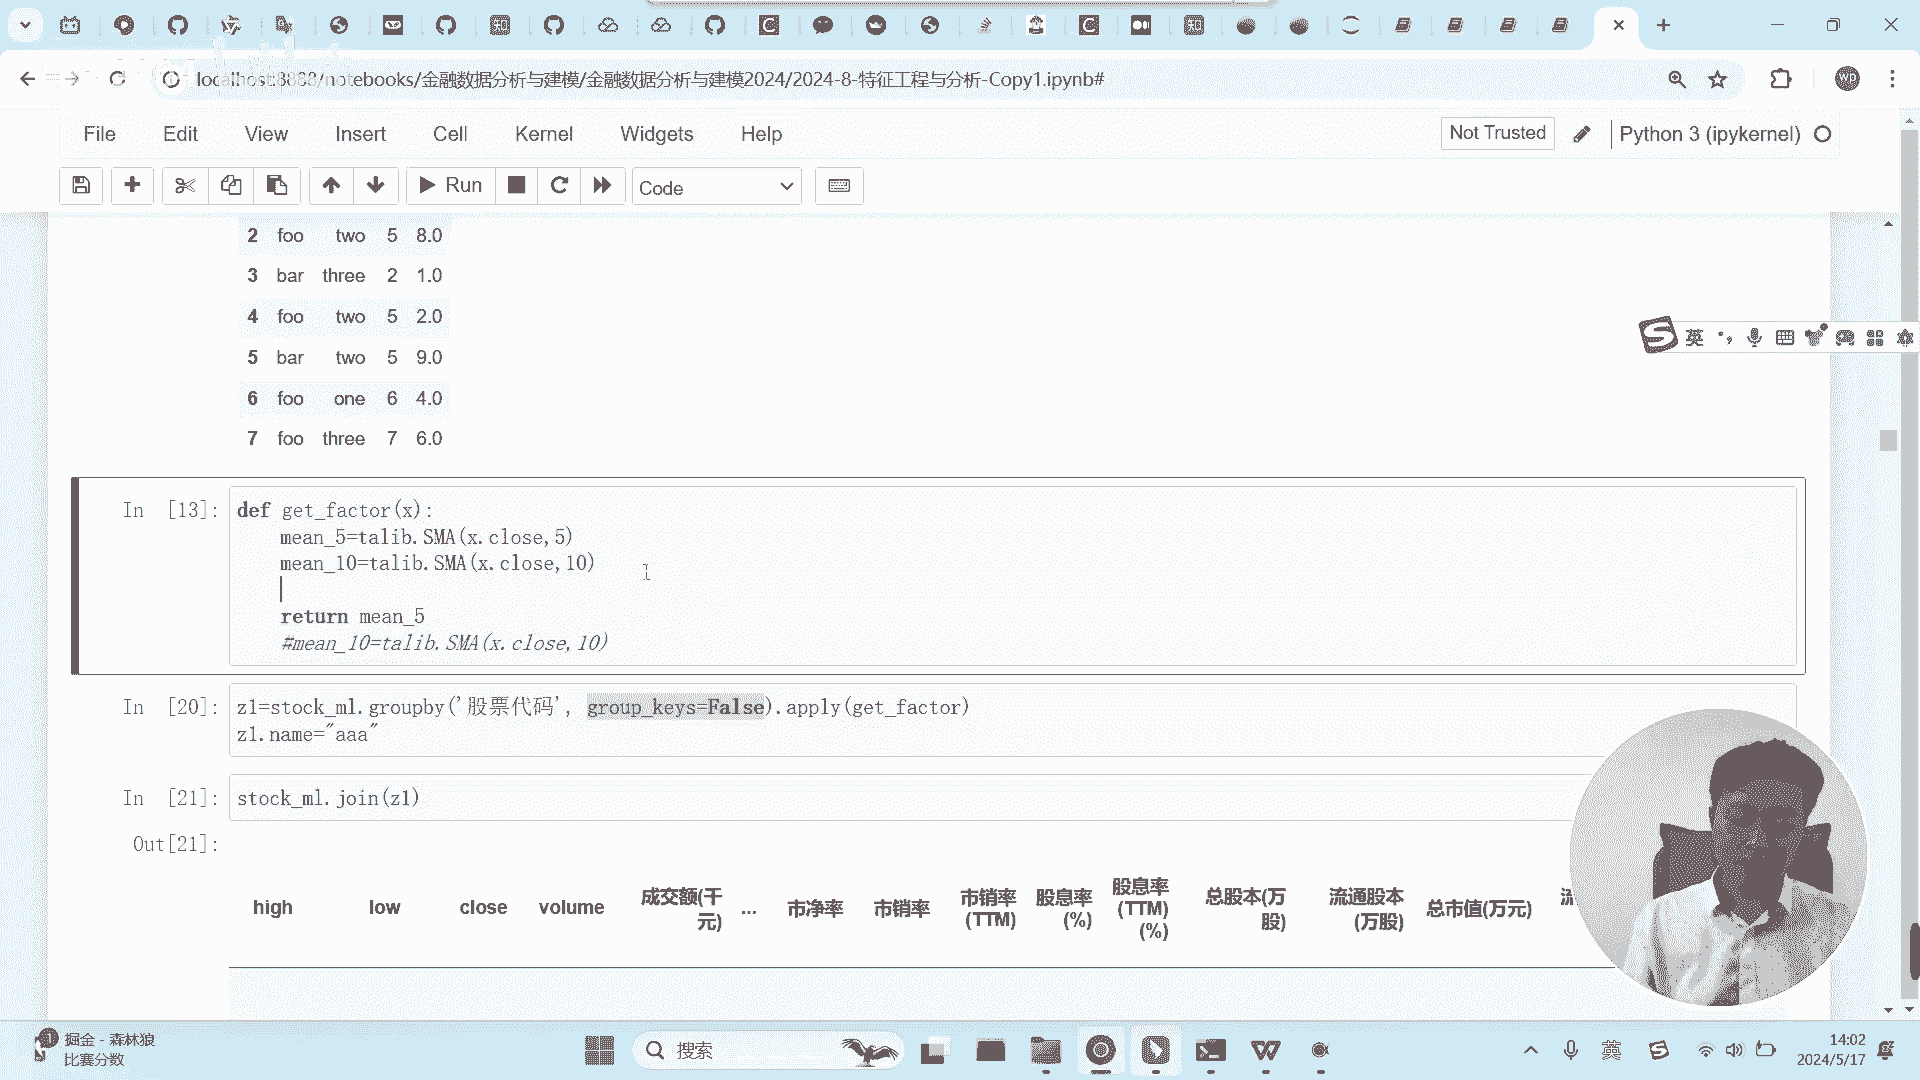 localhost:8888/notebooks/金融数据分析与建模/金融数据分析与建模2024/2024-8-特征工程与分析-Copy1.ipynb#
wp
File Edit View Insert Cell Kernel Widgets Help
Not Trusted
Python 3 (ipykernel)
Run
Code
2 foo two 5 8.0
3 bar three 2 1.0
4 foo two 5 2.0
5 bar two 5 9.0
6 foo one 6 4.0
7 foo three 7 6.0
英
In [13]: def get_factor(x):
mean_5=talib.SMA(x.close,5)
mean_10=talib.SMA(x.close,10)
return mean_5
#mean_10=talib.SMA(x.close,10)
In [20]: z1=stock_ml.groupby('股票代码', group_keys=False).apply(get_factor)
z1.name="aaa"
In [21]: stock_ml.join(z1)
Out[21]:
high low close volume 成交额(千元) ... 市净率 市销率 市销率(TTM) 股息率(%) 股息率(TTM)(%) 总股本(万股) 流通股本(万股) 总市值(万元)
掘金 - 森林狼
比赛分数
搜索
英
14:02
2024/5/17